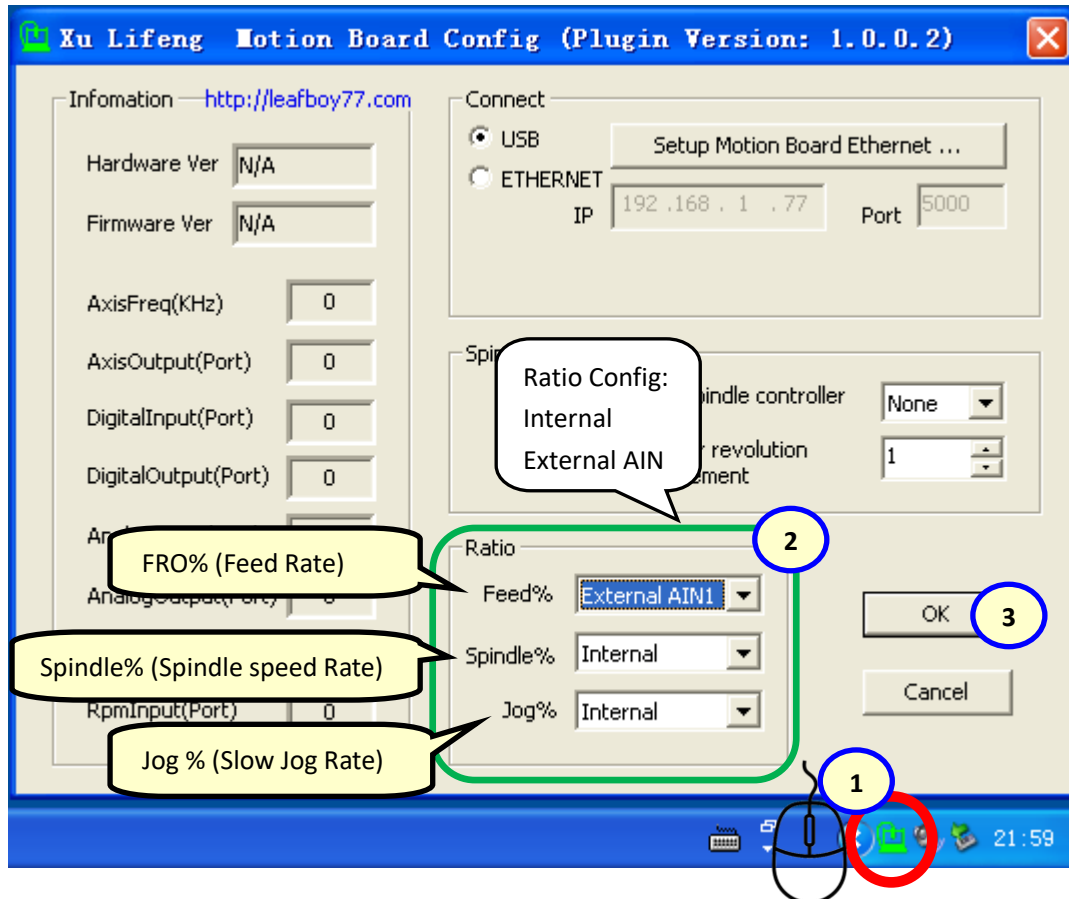 Xu Lifeng Motion Board Config (Plugin Version: 1.0.0.2)
Infomation
http://leafboy77.com
Hardware Ver N/A
Firmware Ver N/A
AxisFreq(KHz) 0
AxisOutput(Port) 0
DigitalInput(Port) 0
DigitalOutput(Port) 0
RpmInput(Port) 0
Connect
USB
Setup Motion Board Ethernet ...
ETHERNET
IP 192 .168 . 1 .77 Port 5000
controller None
revolution 1
Ratio Config:
Internal
External AIN
Ratio
2
Feed% External AIN1
Spindle% Internal
Jog% Internal
FRO% (Feed Rate)
Spindle% (Spindle speed Rate)
Jog % (Slow Jog Rate)
OK
3
Cancel
1
21:59